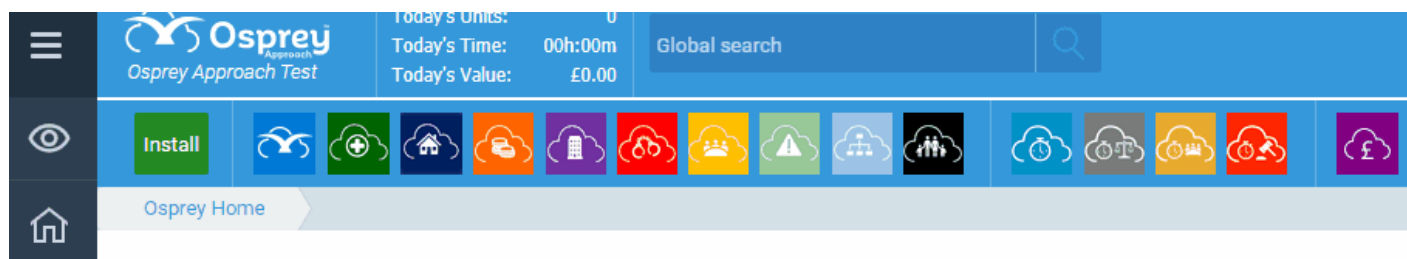 Osprey
Approach
Osprey Approach Test
Today's Units: 0
Today's Time: 00h:00m
Today's Value: £0.00
Global search
Install
£
Osprey Home